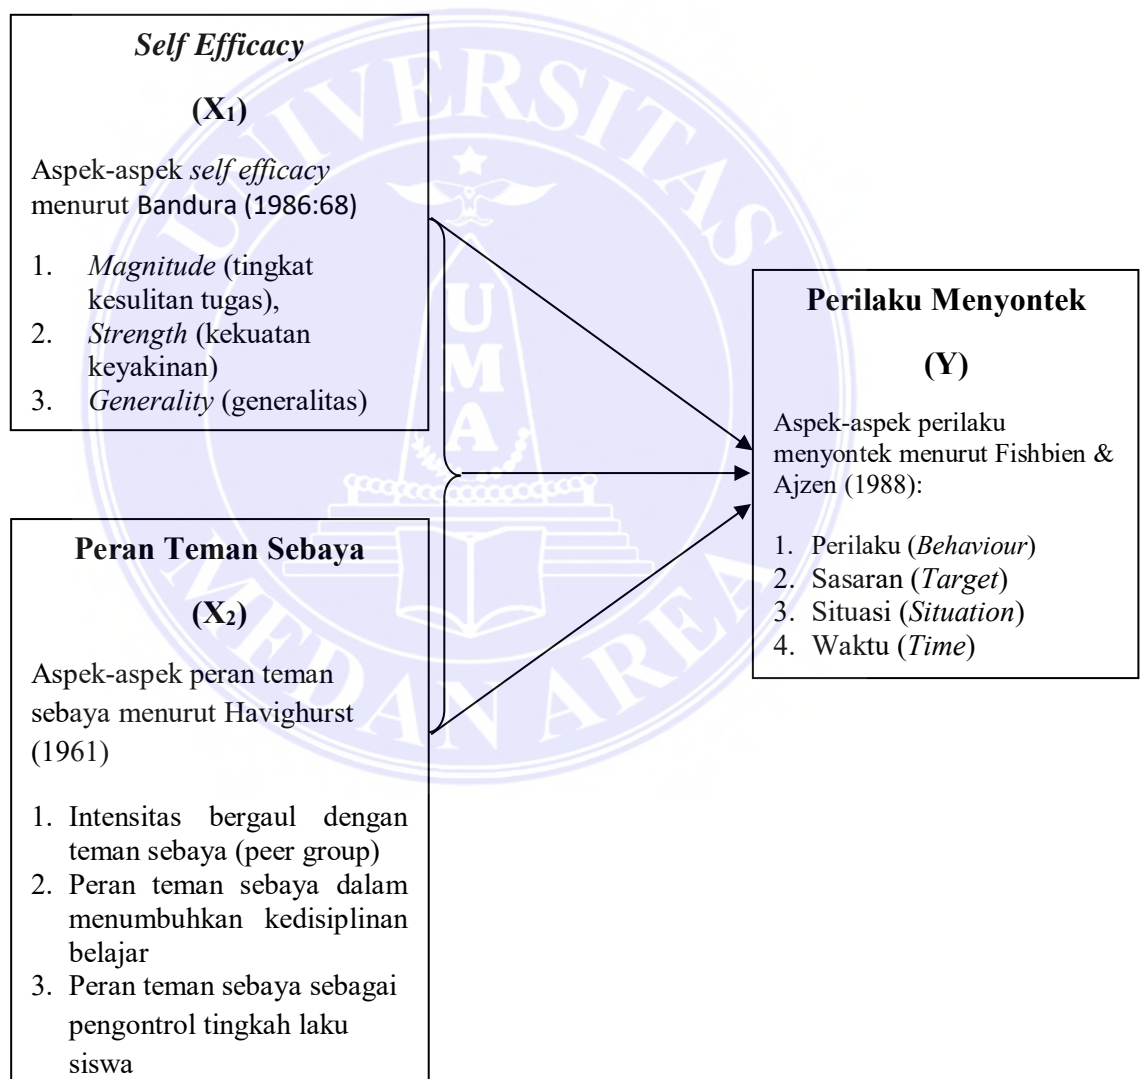 Self Efficacy
(X1)
Aspek-aspek self efficacy
menurut Bandura (1986:68)
1. Magnitude (tingkat
kesulitan tugas),
2. Strength (kekuatan
keyakinan)
3. Generality (generalitas)
Peran Teman Sebaya
(X2)
Aspek-aspek peran teman
sebaya menurut Havighurst
(1961)
1. Intensitas bergaul dengan
teman sebaya (peer group)
2. Peran teman sebaya dalam
menumbuhkan kedisiplinan
belajar
3. Peran teman sebaya sebagai
pengontrol tingkah laku
siswa
Perilaku Menyontek
(Y)
Aspek-aspek perilaku
menyontek menurut Fishbien &
Ajzen (1988):
1. Perilaku (Behaviour)
2. Sasaran (Target)
3. Situasi (Situation)
4. Waktu (Time)
UNIVERSITAS
MEDAN AREA
UMA